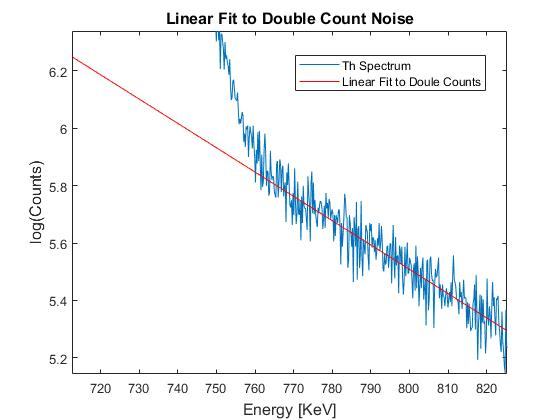 Linear Fit to Double Count Noise
Th Spectrum
Linear Fit to Doule Counts
log(Counts)
6.2
6
5.8
5.6
5.4
5.2
720 730 740 750 760 770 780 790 800 810 820
Energy [KeV]